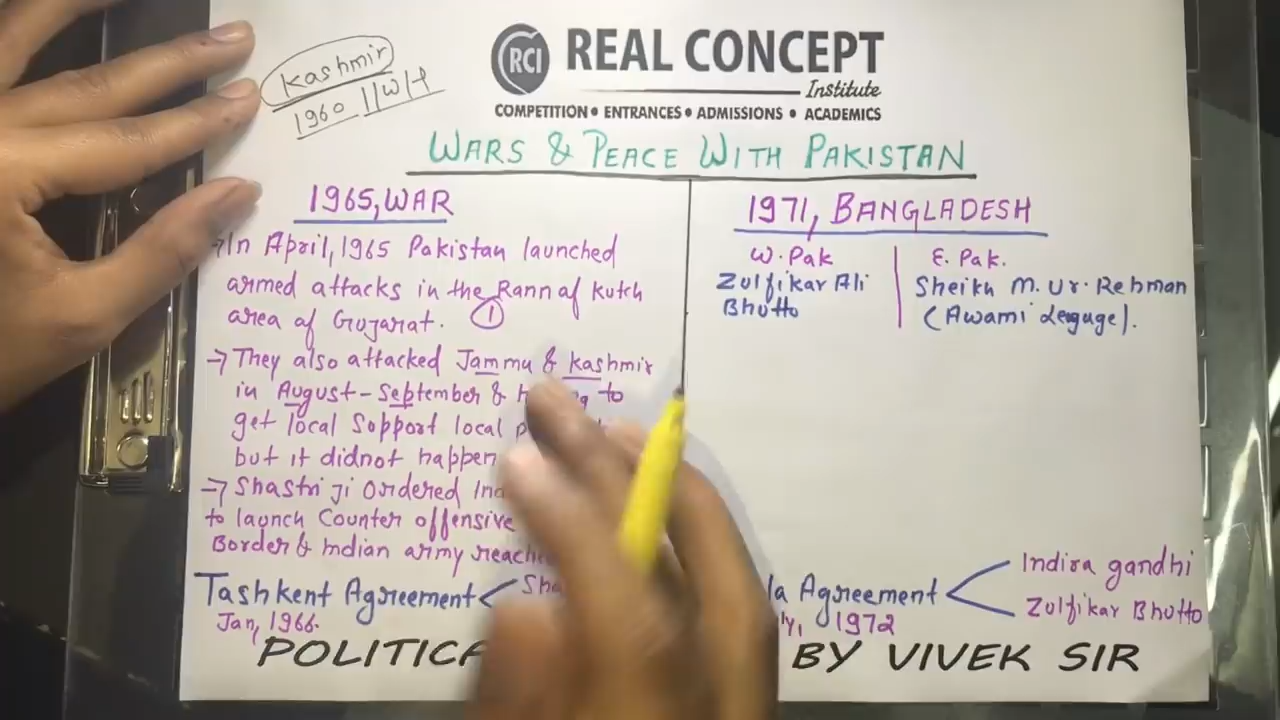 Kashmir
1960 IWT
RCI
REAL CONCEPT
Institute
COMPETITION • ENTRANCES • ADMISSIONS • ACADEMICS
WARS & PEACE WITH PAKISTAN
1965, WAR
→ In April, 1965 Pakistan launched
armed attacks in the Rann of kutch
area of Gujarat. ①
→ They also attacked Jammu & kashmir
in August - September & to
get local Support local
but it didnot happen
→ Shastri Ji Ordered
to launch Counter offensive
Border & Indian army
Tashkent Agreement
Jan, 1966.
1971, BANGLADESH
W. Pak
Zulfikar Ali
Bhutto
E. Pak.
Sheikh M. Ur. Rehman
(Awami Leaguge).
Agreement
1972
Indira gandhi
Zulfikar Bhutto
BY VIVEK SIR